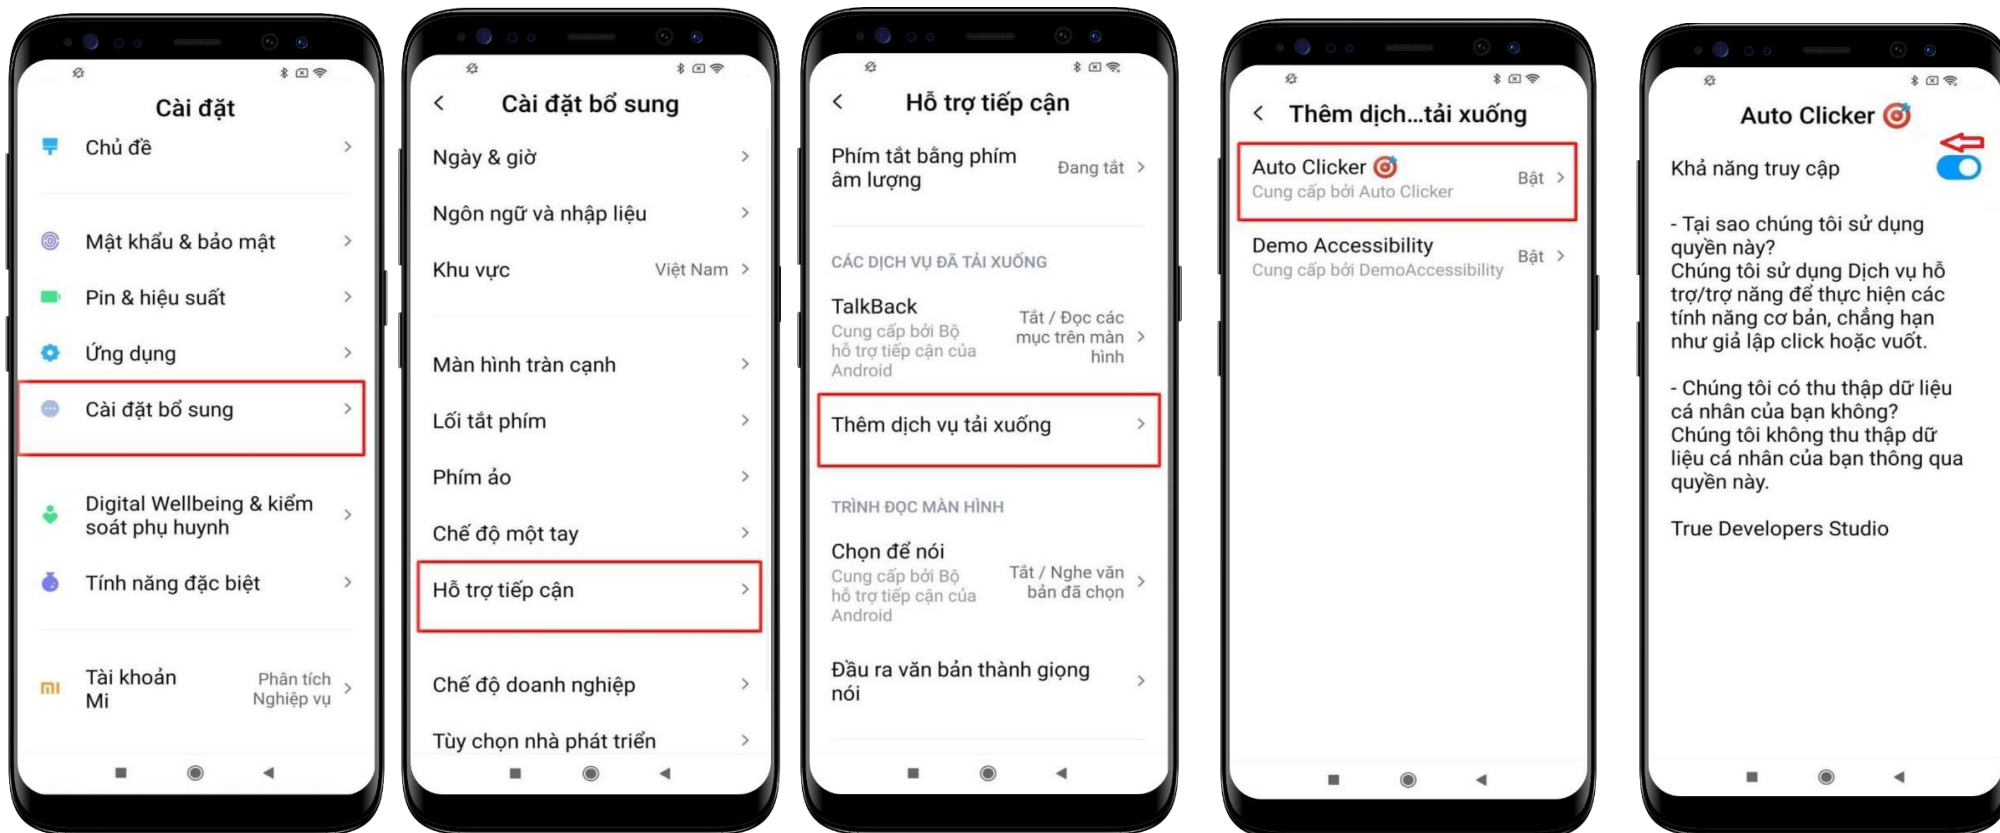 Cài đặt
Chủ đề
Mật khẩu & bảo mật
Pin & hiệu suất
Ứng dụng
Cài đặt bổ sung
Digital Wellbeing & kiểm
soát phụ huynh
Tính năng đặc biệt
Tài khoản
Mi
Phân tích
Nghiệp vụ
Cài đặt bổ sung
Ngày & giờ
Ngôn ngữ và nhập liệu
Khu vực
Việt Nam
Màn hình tràn cạnh
Lối tắt phím
Phím ảo
Chế độ một tay
Hỗ trợ tiếp cận
Chế độ doanh nghiệp
Tùy chọn nhà phát triển
Hỗ trợ tiếp cận
Phím tắt bằng phím
âm lượng
Đang tắt
CÁC DỊCH VỤ ĐÃ TẢI XUỐNG
TalkBack
Cung cấp bởi Bộ
hỗ trợ tiếp cận của
Android
Tắt / Đọc các
mục trên màn
hình
Thêm dịch vụ tải xuống
TRÌNH ĐỌC MÀN HÌNH
Chọn để nói
Cung cấp bởi Bộ
hỗ trợ tiếp cận của
Android
Tắt / Nghe văn
bản đã chọn
Đầu ra văn bản thành giọng
nói
Thêm dịch...tải xuống
Auto Clicker
Cung cấp bởi Auto Clicker
Bật
Demo Accessibility
Cung cấp bởi DemoAccessibility
Bật
Auto Clicker
Khả năng truy cập
- Tại sao chúng tôi sử dụng
quyền này?
Chúng tôi sử dụng Dịch vụ hỗ
trợ/trợ năng để thực hiện các
tính năng cơ bản, chẳng hạn
như giả lập click hoặc vuốt.
- Chúng tôi có thu thập dữ liệu
cá nhân của bạn không?
Chúng tôi không thu thập dữ
liệu cá nhân của bạn thông qua
quyền này.
True Developers Studio